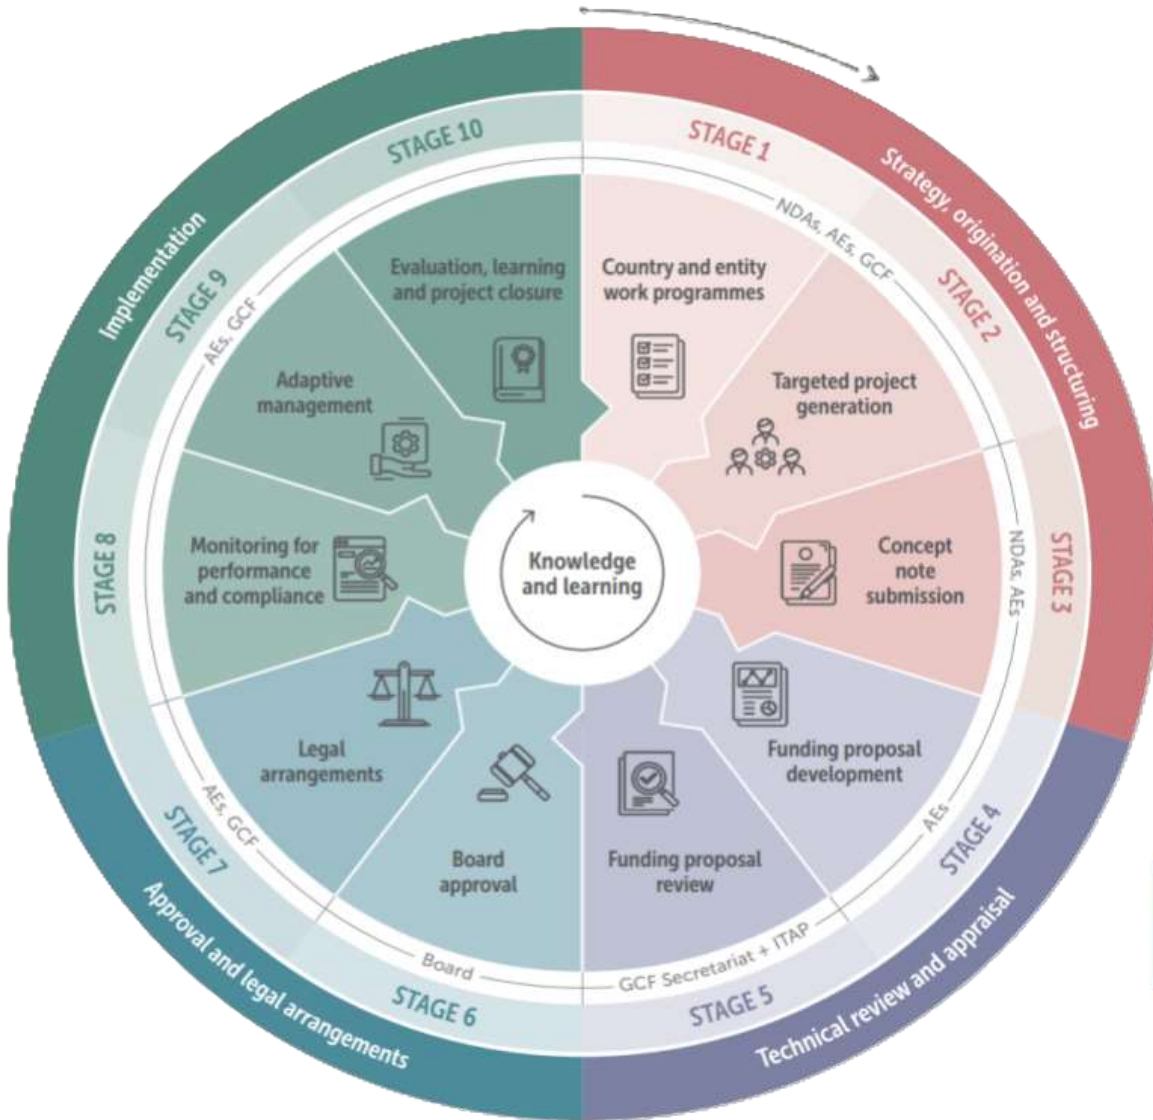 STAGE 1
STAGE 2
STAGE 3
STAGE 4
STAGE 5
STAGE 6
STAGE 7
STAGE 8
STAGE 9
STAGE 10
Strategy, origination and structuring
Technical review and appraisal
Approval and legal arrangements
Implementation
NDAs, AEs, GCF
NDAs, AEs
AEs
GCF Secretariat + ITAP
Board
AEs, GCF
AEs, GCF
Country and entity
work programmes
Targeted project
generation
Concept
note
submission
Funding proposal
development
Funding proposal
review
Board
approval
Legal
arrangements
Monitoring for
performance
and compliance
Adaptive
management
Evaluation, learning
and project closure
Knowledge
and learning